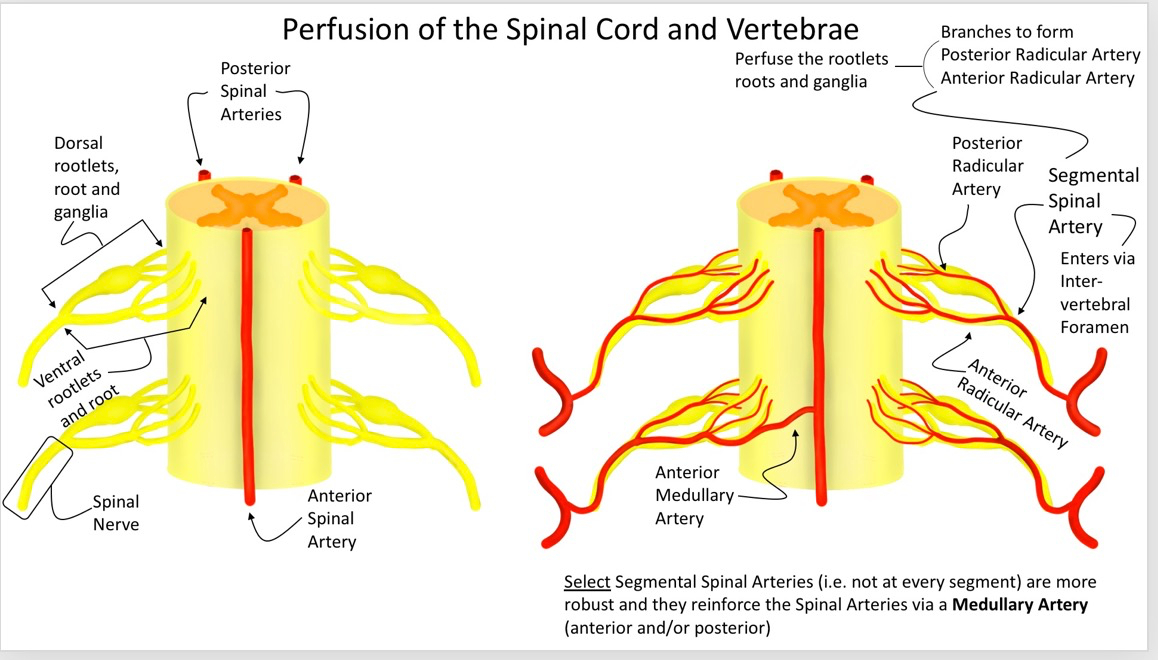 Perfusion of the Spinal Cord and Vertebrae
Posterior
Spinal
Arteries
Dorsal
rootlets,
root and
ganglia
Ventral
rootlets
and root
Spinal
Nerve
Anterior
Spinal
Artery
Perfuse the rootlets
roots and ganglia
Branches to form
Posterior Radicular Artery
Anterior Radicular Artery
Posterior
Radicular
Artery
Segmental
Spinal
Artery
Enters via
Inter-
vertebral
Foramen
Anterior
Radicular Artery
Anterior
Medullary
Artery
Select Segmental Spinal Arteries (i.e. not at every segment) are more
robust and they reinforce the Spinal Arteries via a Medullary Artery
(anterior and/or posterior)